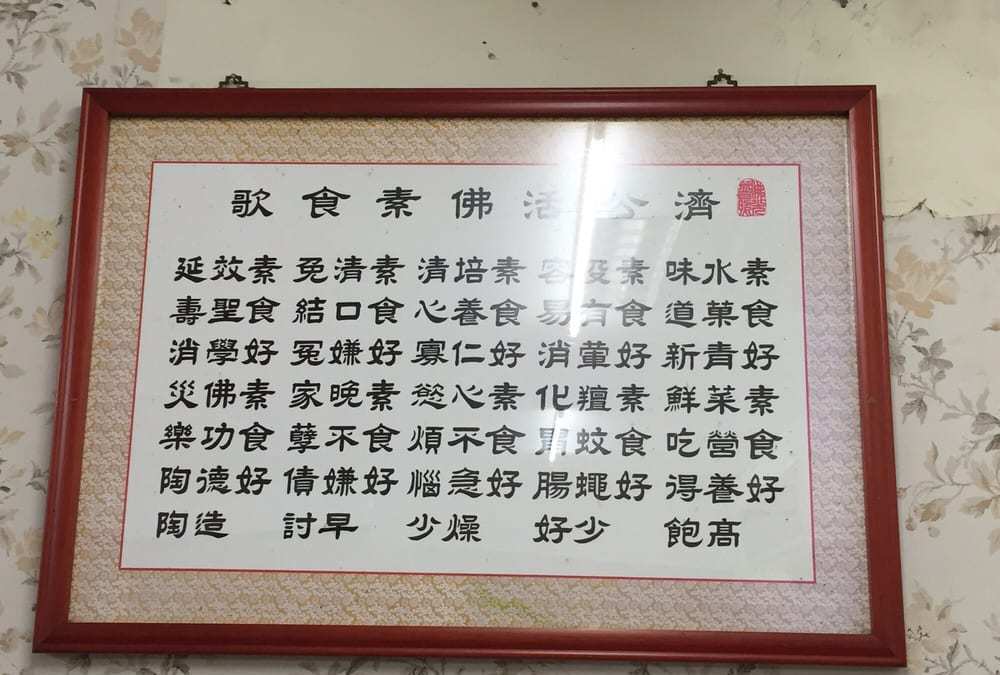 濟公活佛素食歌
素食好素食好
水菓青菜營養高
味道新鮮吃得飽
素食好素食好
沒有葷羶蚊蠅少
容易消化胃腸好
素食好素食好
培養仁心不急燥
清心寡慾煩惱少
素食好素食好
清口嫌晚不嫌早
免結冤家孽債討
素食好素食好
效聖學佛功德造
延壽消災樂陶陶